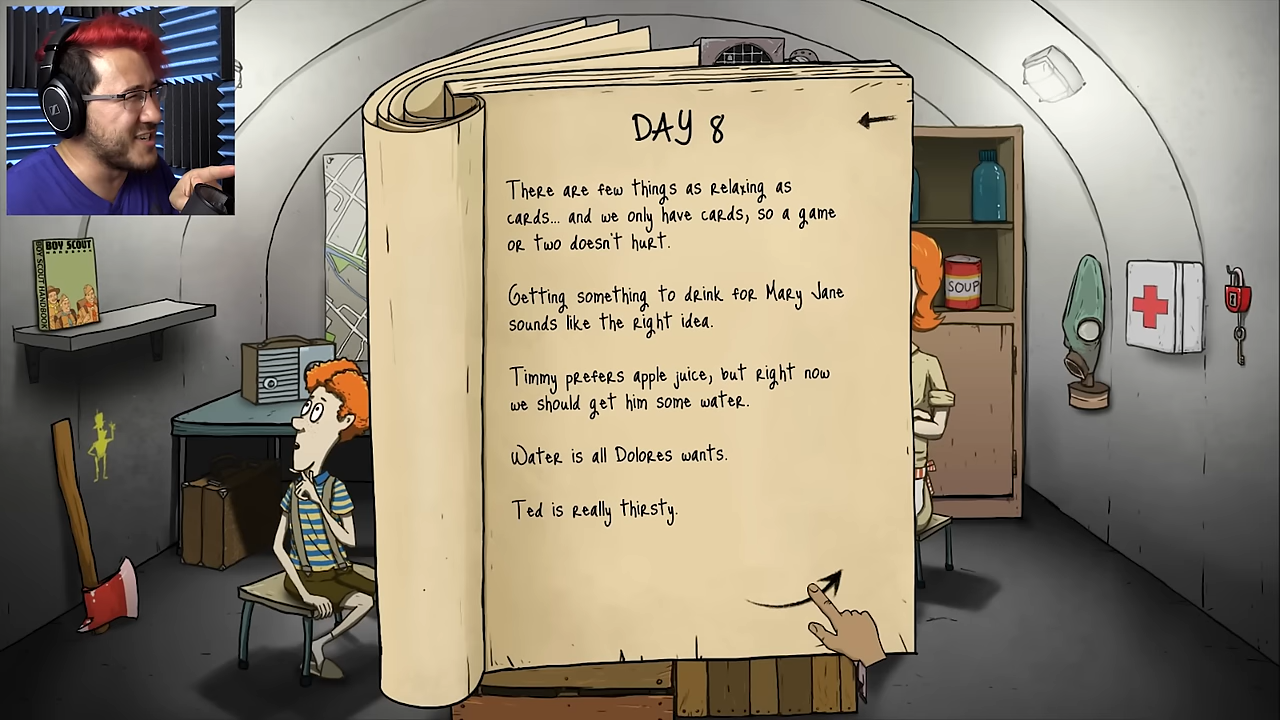 DAY 8
There are few things as relaxing as
cards... and we only have cards, so a game
or two doesn't hurt.
Getting something to drink for Mary Jane
sounds like the right idea.
Timmy prefers apple juice, but right now
we should get him some water.
Water is all Dolores wants.
Ted is really thirsty.
BOY SCOUT
BOY SCOUT HANDBOOK
SOUP